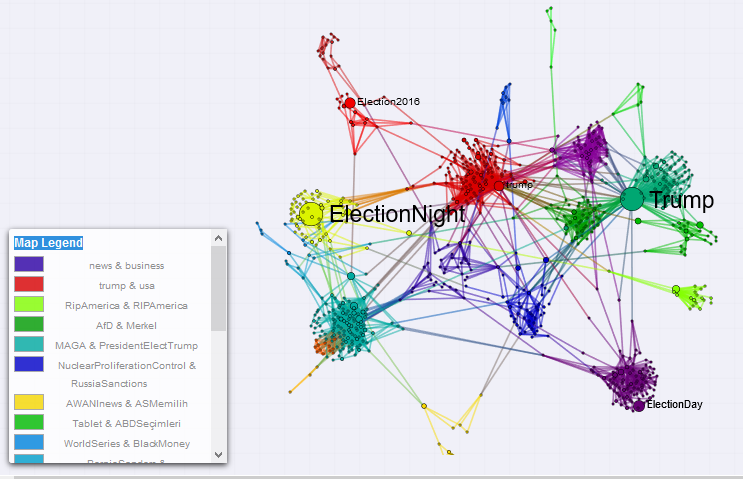 Election2016
Trump
Trump
ElectionNight
Map Legend
news & business
trump & usa
RipAmerica & RIPAmerica
AfD & Merkel
MAGA & PresidentElectTrump
NuclearProliferationControl &
RussiaSanctions
AWANInews & ASMemilih
Tablet & ABDSeçimleri
WorldSeries & BlackMoney
BernieSanders &
ElectionDay